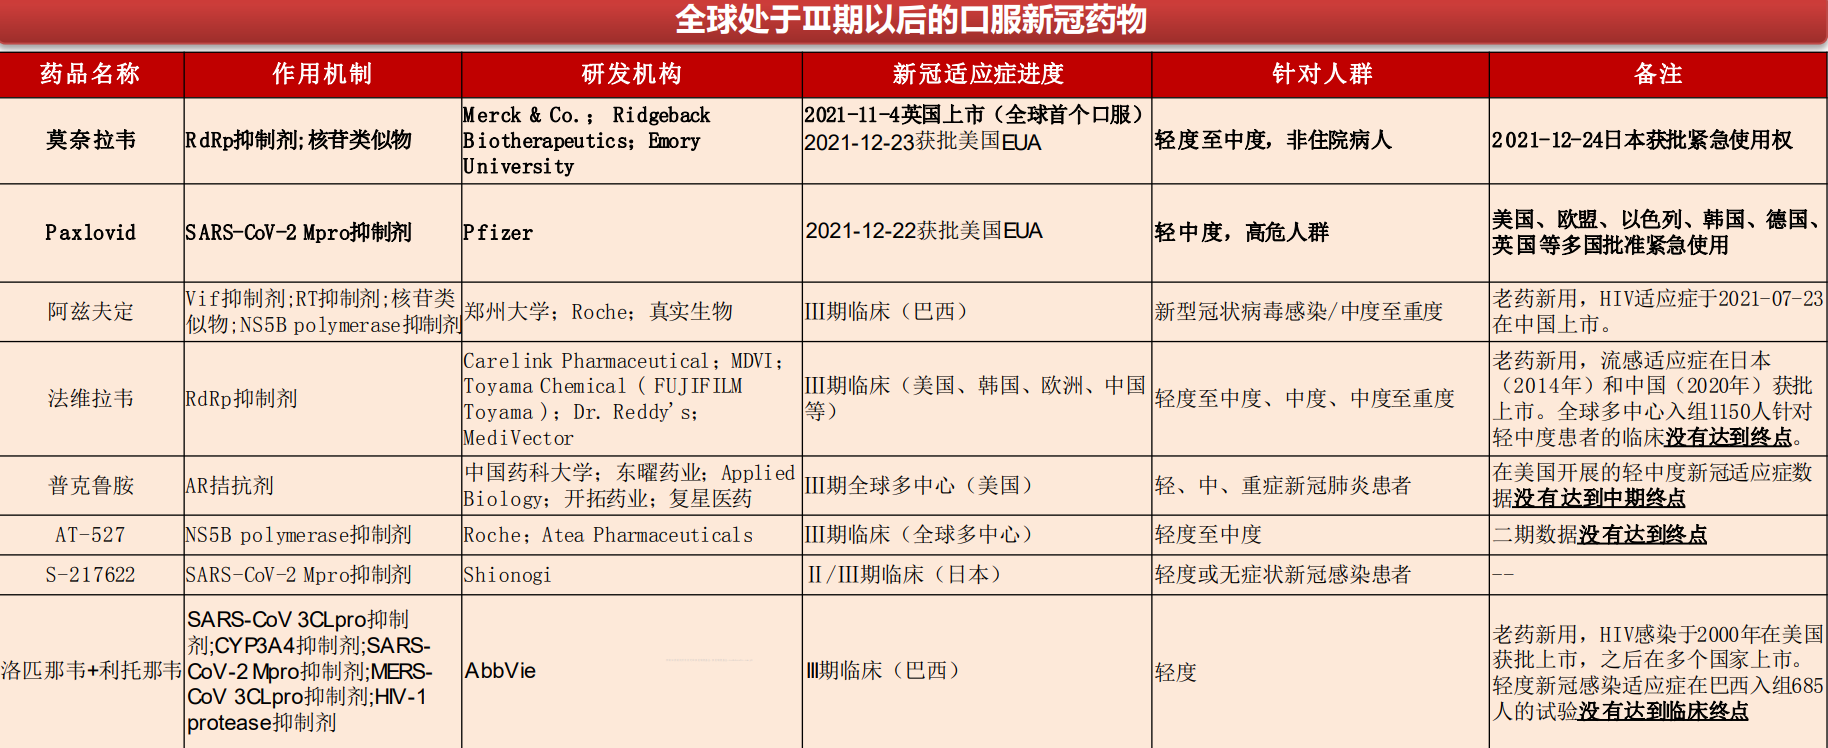 全球处于Ⅲ期以后的口服新冠药物
药品名称
作用机制
研发机构
新冠适应症进度
针对人群
备注
莫奈拉韦
RdRp抑制剂;核苷类似物
Merck & Co.； Ridgeback
Biotherapeutics；Emory
University
2021-11-4英国上市（全球首个口服）
2021-12-23获批美国EUA
轻度至中度，非住院病人
2021-12-24日本获批紧急使用权
Paxlovid
SARS-CoV-2 Mpro抑制剂
Pfizer
2021-12-22获批美国EUA
轻中度，高危人群
美国、欧盟、以色列、韩国、德国、
英国等多国批准紧急使用
阿兹夫定
Vif抑制剂;RT抑制剂;核苷类
似物;NS5B polymerase抑制剂
郑州大学；Roche；真实生物
Ⅲ期临床（巴西）
新型冠状病毒感染/中度至重度
老药新用，HIV适应症于2021-07-23
在中国上市。
法维拉韦
RdRp抑制剂
Carelink Pharmaceutical；MDVI；
Toyama Chemical ( FUJIFILM
Toyama )；Dr. Reddy's；
MediVector
Ⅲ期临床（美国、韩国、欧洲、中国
等）
轻度至中度、中度、中度至重度
老药新用，流感适应症在日本
（2014年）和中国（2020年）获批
上市。全球多中心入组1150人针对
轻中度患者的临床没有达到终点。
普克鲁胺
AR拮抗剂
中国药科大学；东曜药业；Applied
Biology；开拓药业；复星医药
Ⅲ期全球多中心（美国）
轻、中、重症新冠肺炎患者
在美国开展的轻中度新冠适应症数
据没有达到中期终点
AT-527
NS5B polymerase抑制剂
Roche；Atea Pharmaceuticals
Ⅲ期临床（全球多中心）
轻度至中度
二期数据没有达到终点
S-217622
SARS-CoV-2 Mpro抑制剂
Shionogi
Ⅱ/Ⅲ期临床（日本）
轻度或无症状新冠感染患者
--
洛匹那韦+利托那韦
SARS-CoV 3CLpro抑制
剂;CYP3A4抑制剂;SARS-
CoV-2 Mpro抑制剂;MERS-
CoV 3CLpro抑制剂;HIV-1
protease抑制剂
AbbVie
Ⅲ期临床（巴西）
轻度
老药新用，HIV感染于2000年在美国
获批上市，之后在多个国家上市。
轻度新冠感染适应症在巴西入组685
人的试验没有达到临床终点